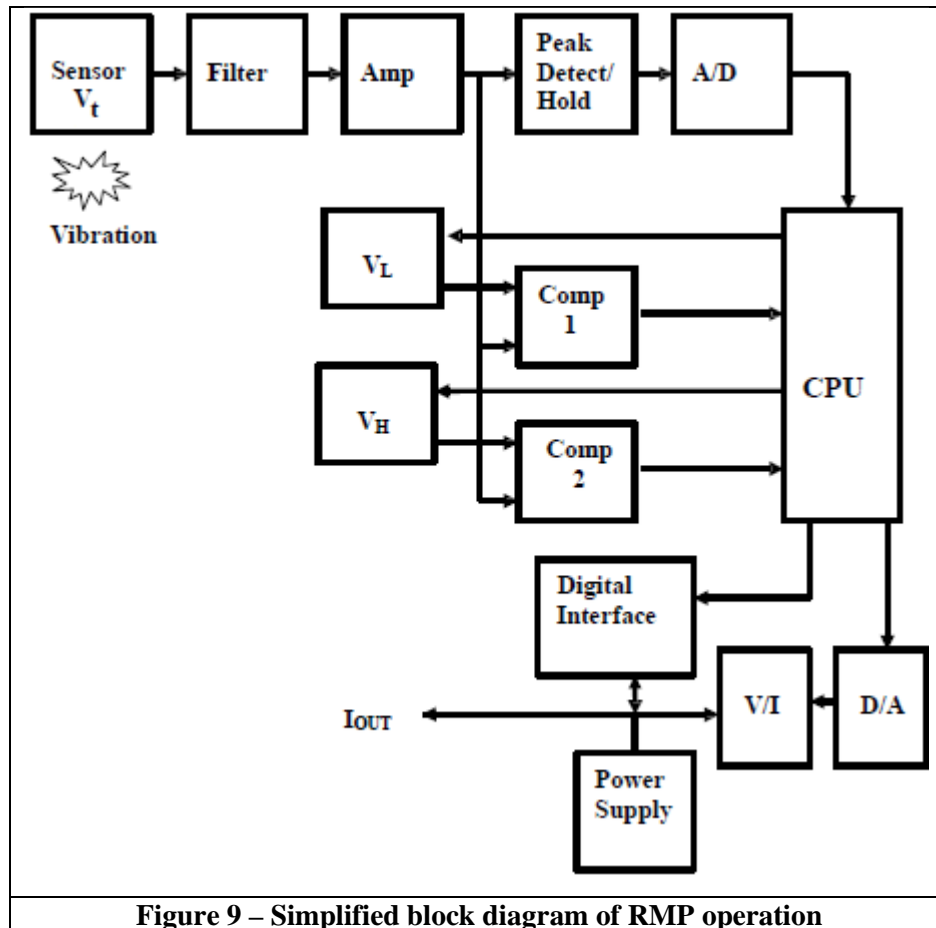 Sensor
Vt
Filter
Amp
Peak
Detect/
Hold
A/D
Vibration
VL
Comp
1
CPU
VH
Comp
2
Digital
Interface
IOUT
V/I
D/A
Power
Supply
Figure 9 – Simplified block diagram of RMP operation